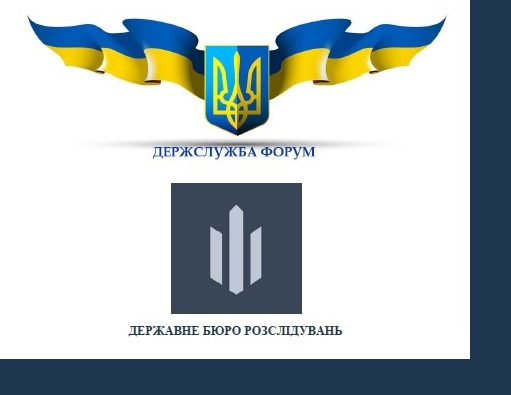 ДЕРЖСЛУЖБА ФОРУМ
ДЕРЖАВНЕ БЮРО РОЗСЛІДУВАНЬ